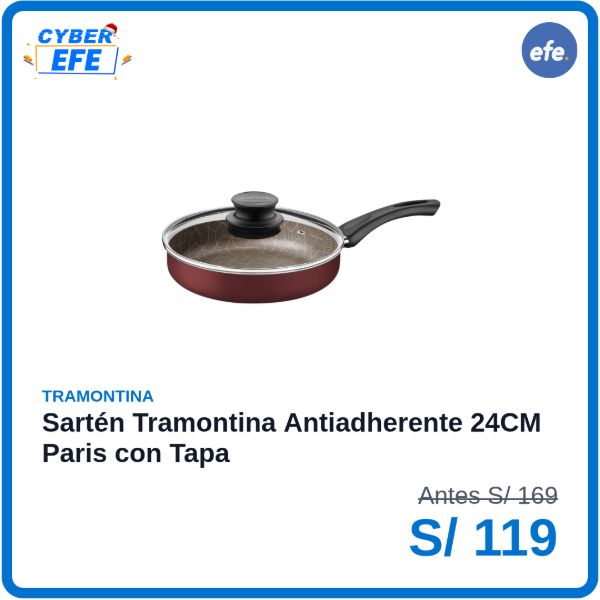 CYBER
EFE
efe.
TRAMONTINA
Sartén Tramontina Antiadherente 24CM
Paris con Tapa
Antes S/ 169
S/ 119